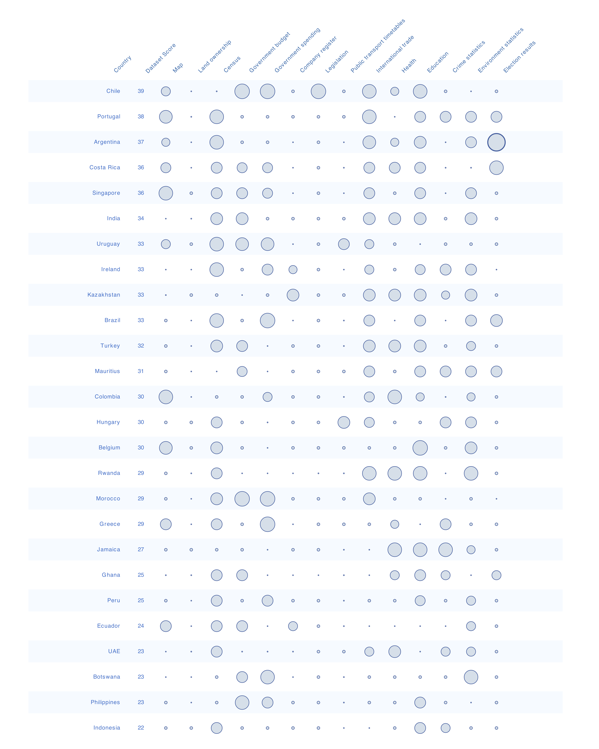 Country
Dataset Score
Map
Land ownership
Census
Government budget
Government spending
Company register
Legislation
Public transport timetables
International trade
Health
Education
Crime statistics
Environment statistics
Election results
Chile 39
Portugal 38
Argentina 37
Costa Rica 36
Singapore 36
India 34
Uruguay 33
Ireland 33
Kazakhstan 33
Brazil 33
Turkey 32
Mauritius 31
Colombia 30
Hungary 30
Belgium 30
Rwanda 29
Morocco 29
Greece 29
Jamaica 27
Ghana 25
Peru 25
Ecuador 24
UAE 23
Botswana 23
Philippines 23
Indonesia 22